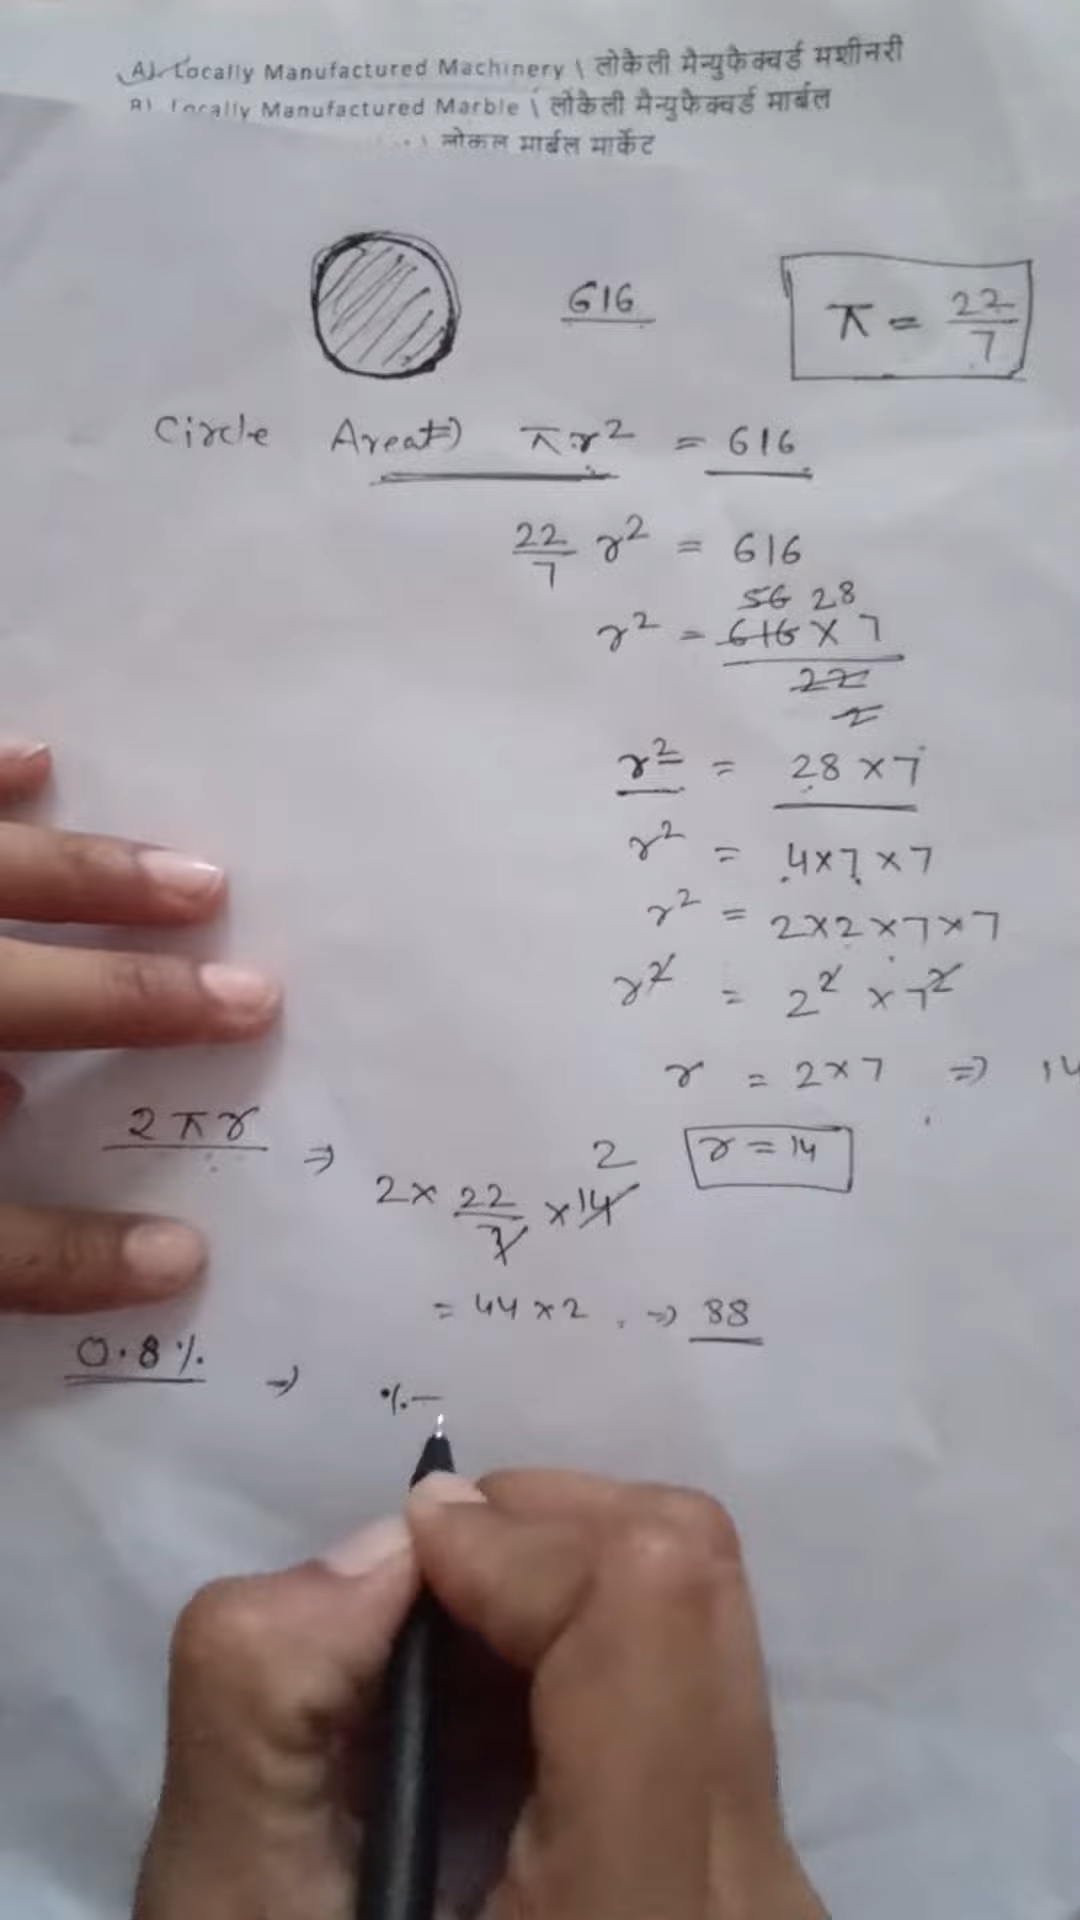 A) Locally Manufactured Machinery \ लोकैली मैन्युफेक्चर्ड मशीनरी
B) Locally Manufactured Marble \ लोकैली मैन्युफेक्चर्ड मार्बल
लोकल मार्बल मार्केट
616
π = 22/7
Circle Area ⇒ πr² = 616
22/7 r² = 616
56 28
r² = 616 × 7
22
2
r² = 28 × 7
r² = 4×7×7
r² = 2×2×7×7
r² = 2² × 7²
r = 2×7 ⇒ 14
2πr ⇒ 2 × 22/7 × 14
2
r = 14
= 44 × 2 ⇒ 88
0.8% ⇒ % –